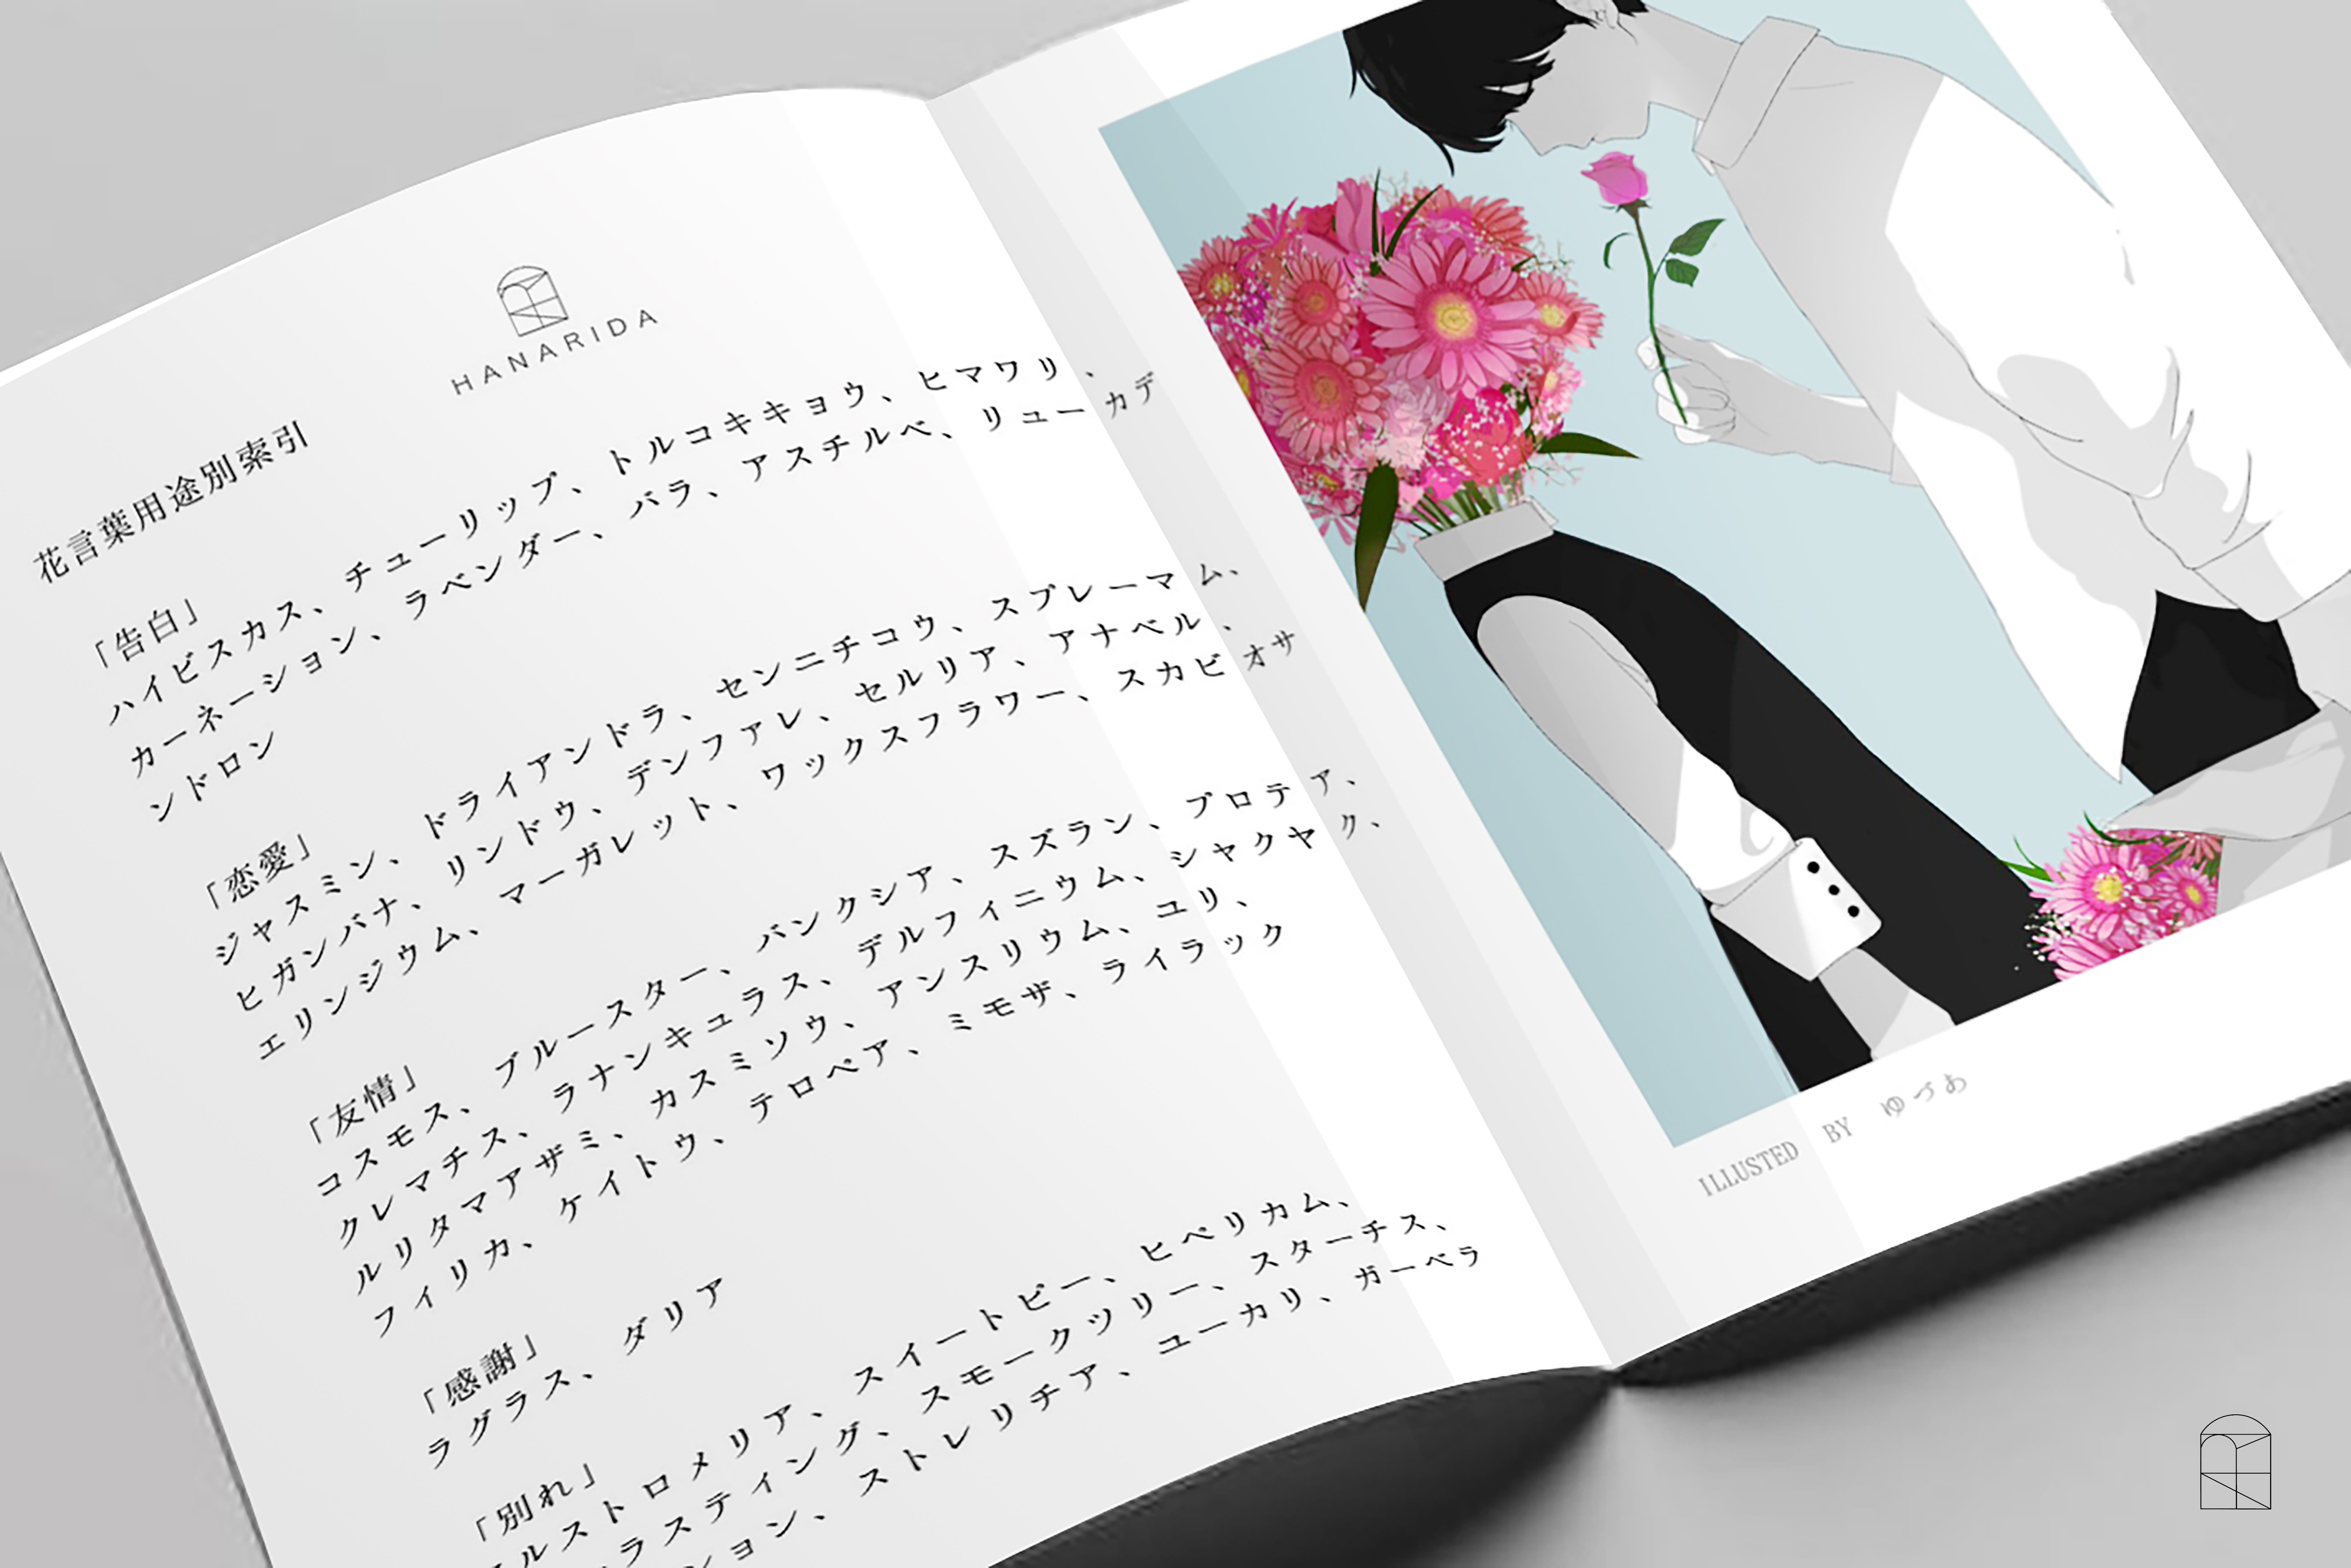 HANARIDA
花言葉用途別索引
「告白」
ハイビスカス、チューリップ、トルコキキョウ、ヒマワリ、
カーネーション、ラベンダー、バラ、アスチルベ、リューカデ
ンドロン
「恋愛」
ジャスミン、ドライアンドラ、センニチコウ、スプレーマム、
ヒガンバナ、リンドウ、デンファレ、セルリア、アナベル、
エリンジウム、マーガレット、ワックスフラワー、スカビオサ
「友情」
コスモス、ブルースター、バンクシア、スズラン、プロテア、
クレマチス、ラナンキュラス、デルフィニウム、シャクヤク、
ルリタマアザミ、カスミソウ、アンスリウム、ユリ、
フィリカ、ケイトウ、テロペア、ミモザ、ライラック
「感謝」
ラグラス、ダリア
「別れ」
ルストロメリア、スイートピー、ヒペリカム、
ラスティング、スモークツリー、スターチス、
ション、ストレリチア、ユーカリ、ガーベラ
ILLUSTED BY ゆづあ